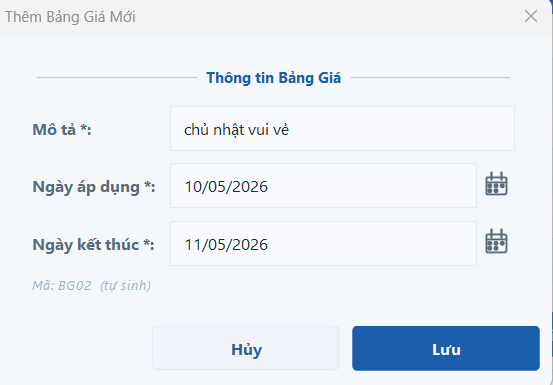 Thêm Bảng Giá Mới
Thông tin Bảng Giá
Mô tả *: chủ nhật vui vẻ
Ngày áp dụng *: 10/05/2026
Ngày kết thúc *: 11/05/2026
Mã: BG02 (tự sinh)
Hủy Lưu